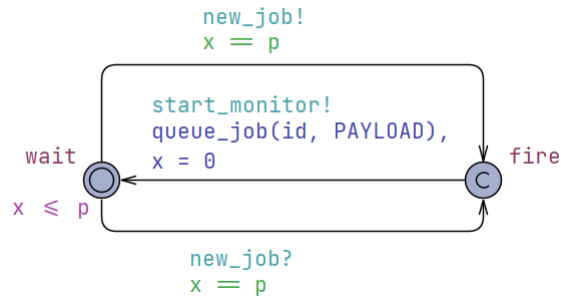 new_job!
x == p
start_monitor!
queue_job(id, PAYLOAD),
x = 0
wait
fire
C
x <= p
new_job?
x == p